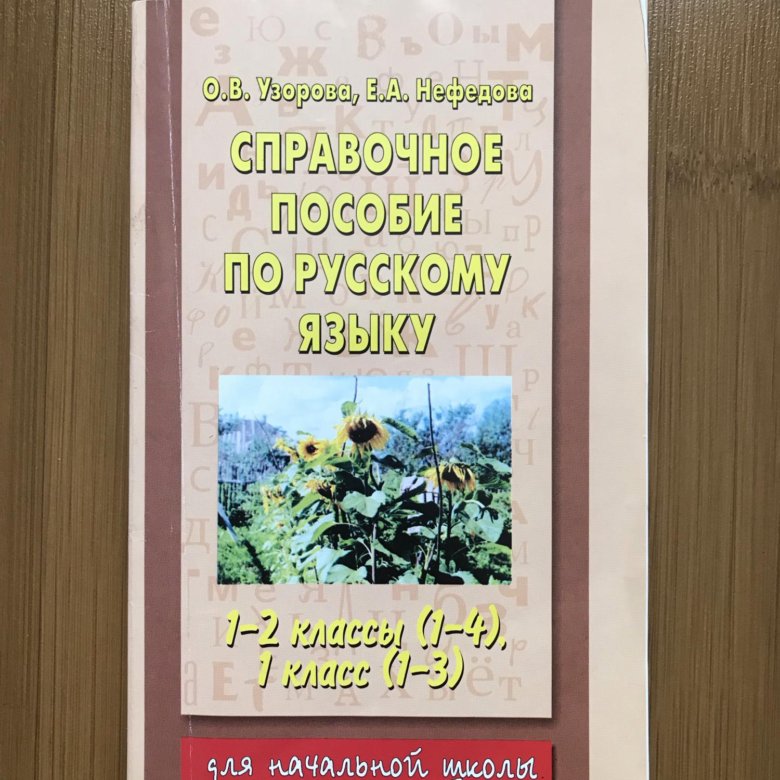 О.В. Узорова, Е.А. Нефедова
СПРАВОЧНОЕ
ПОСОБИЕ
ПО РУССКОМУ
ЯЗЫКУ
1–2 классы (1–4),
1 класс (1–3)
для начальной школы